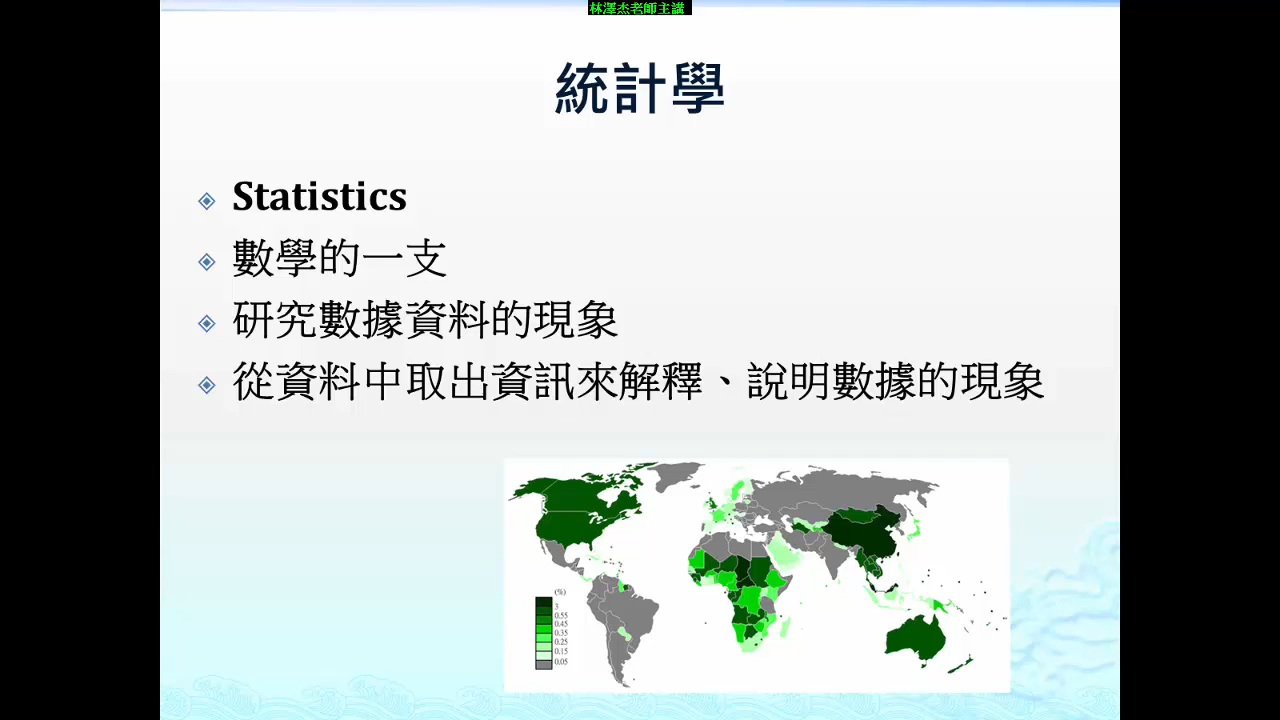 林澤杰老師主講
統計學
Statistics
數學的一支
研究數據資料的現象
從資料中取出資訊來解釋、說明數據的現象
(%)
3
0.55
0.45
0.35
0.25
0.15
0.05